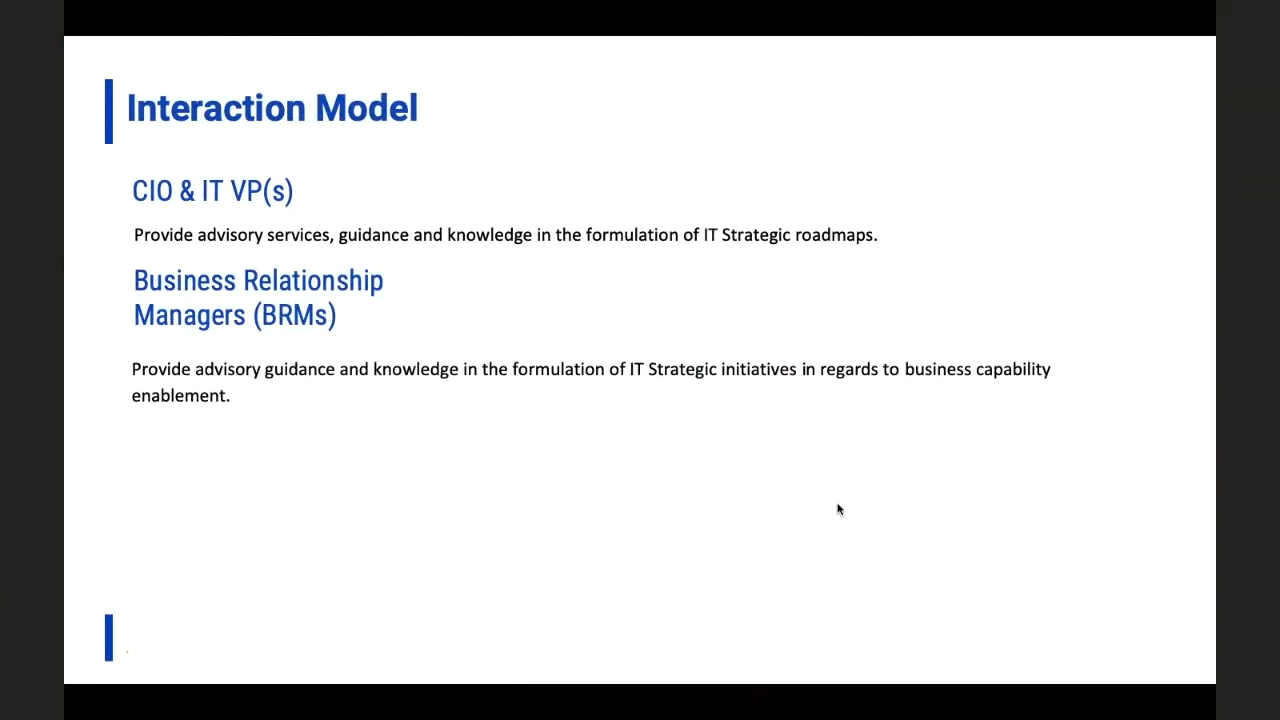 Interaction Model
CIO & IT VP(s)
Provide advisory services, guidance and knowledge in the formulation of IT Strategic roadmaps.
Business Relationship
Managers (BRMs)
Provide advisory guidance and knowledge in the formulation of IT Strategic initiatives in regards to business capability
enablement.